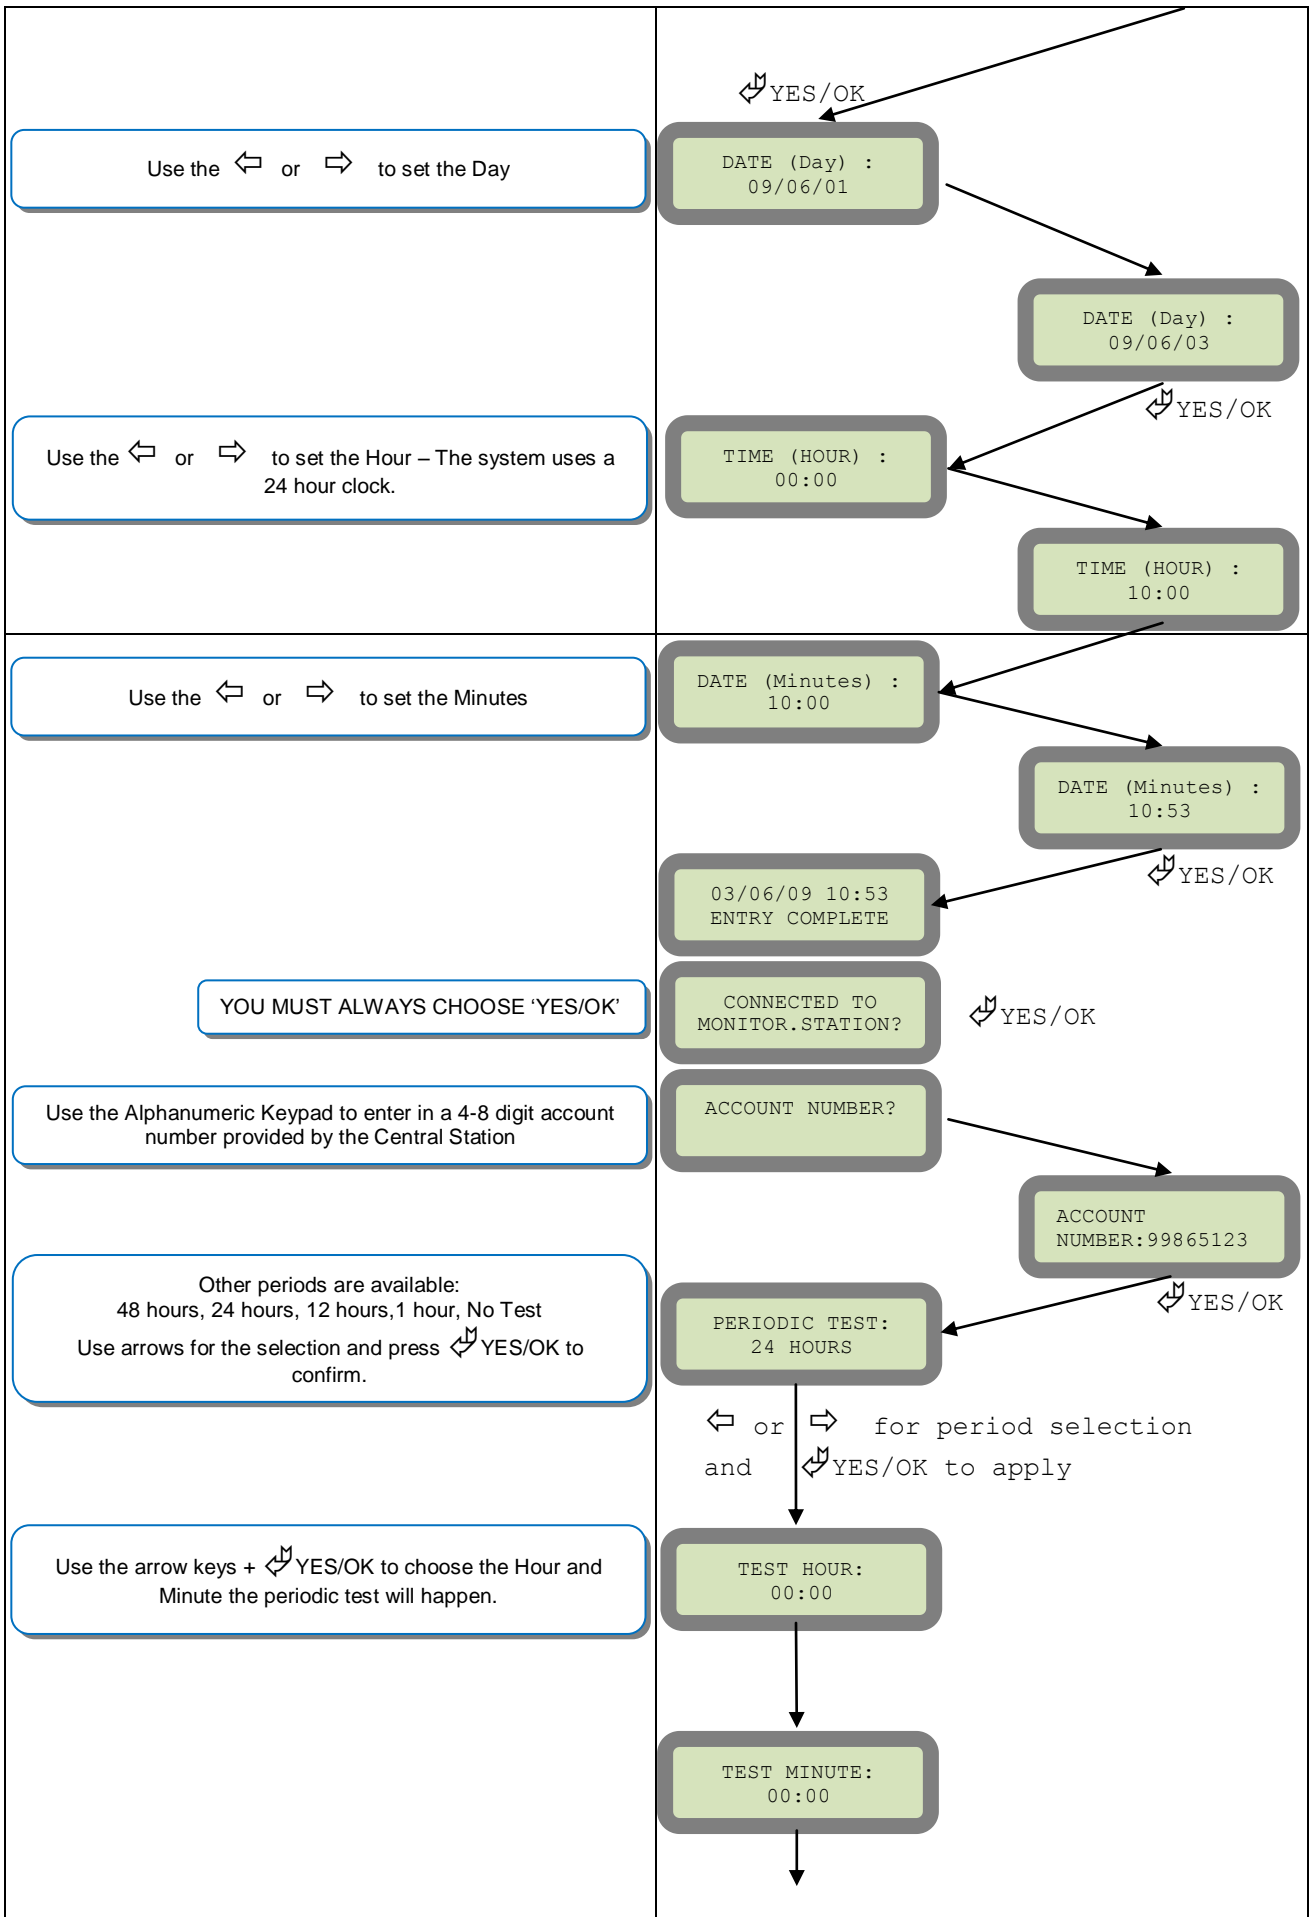 YES/OK
Use the ⇦ or ⇨ to set the Day
DATE (Day) :
09/06/01
DATE (Day) :
09/06/03
YES/OK
Use the ⇦ or ⇨ to set the Hour – The system uses a
24 hour clock.
TIME (HOUR) :
00:00
TIME (HOUR) :
10:00
Use the ⇦ or ⇨ to set the Minutes
DATE (Minutes) :
10:00
DATE (Minutes) :
10:53
YES/OK
03/06/09 10:53
ENTRY COMPLETE
YOU MUST ALWAYS CHOOSE ‘YES/OK’
CONNECTED TO
MONITOR.STATION?
YES/OK
Use the Alphanumeric Keypad to enter in a 4-8 digit account
number provided by the Central Station
ACCOUNT NUMBER?
ACCOUNT
NUMBER:99865123
YES/OK
Other periods are available:
48 hours, 24 hours, 12 hours,1 hour, No Test
Use arrows for the selection and press YES/OK to
confirm.
PERIODIC TEST:
24 HOURS
⇦ or ⇨ for period selection
and YES/OK to apply
Use the arrow keys + YES/OK to choose the Hour and
Minute the periodic test will happen.
TEST HOUR:
00:00
TEST MINUTE:
00:00